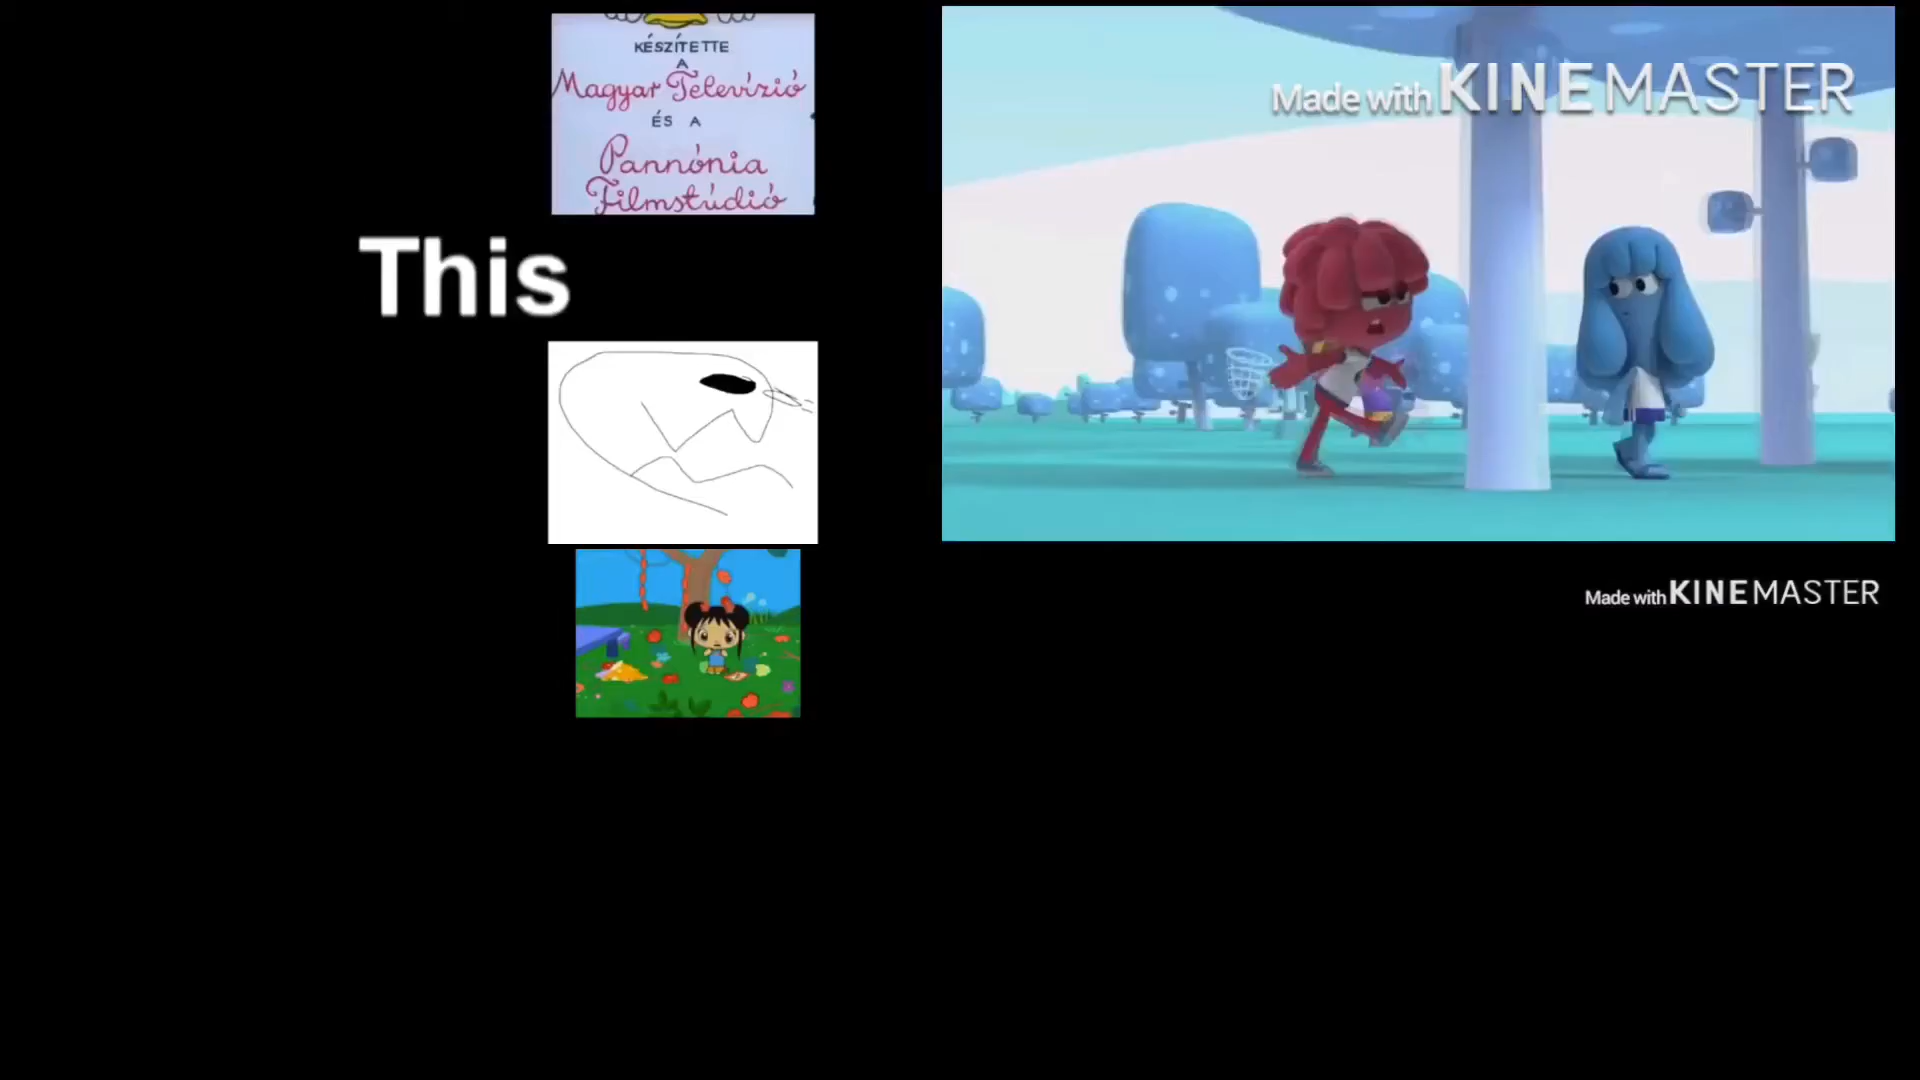 KÉSZÍTETTE
A
Magyar Televízió
ÉS A
Pannónia
Filmstúdió
This
Made with KINEMASTER
Made with KINEMASTER